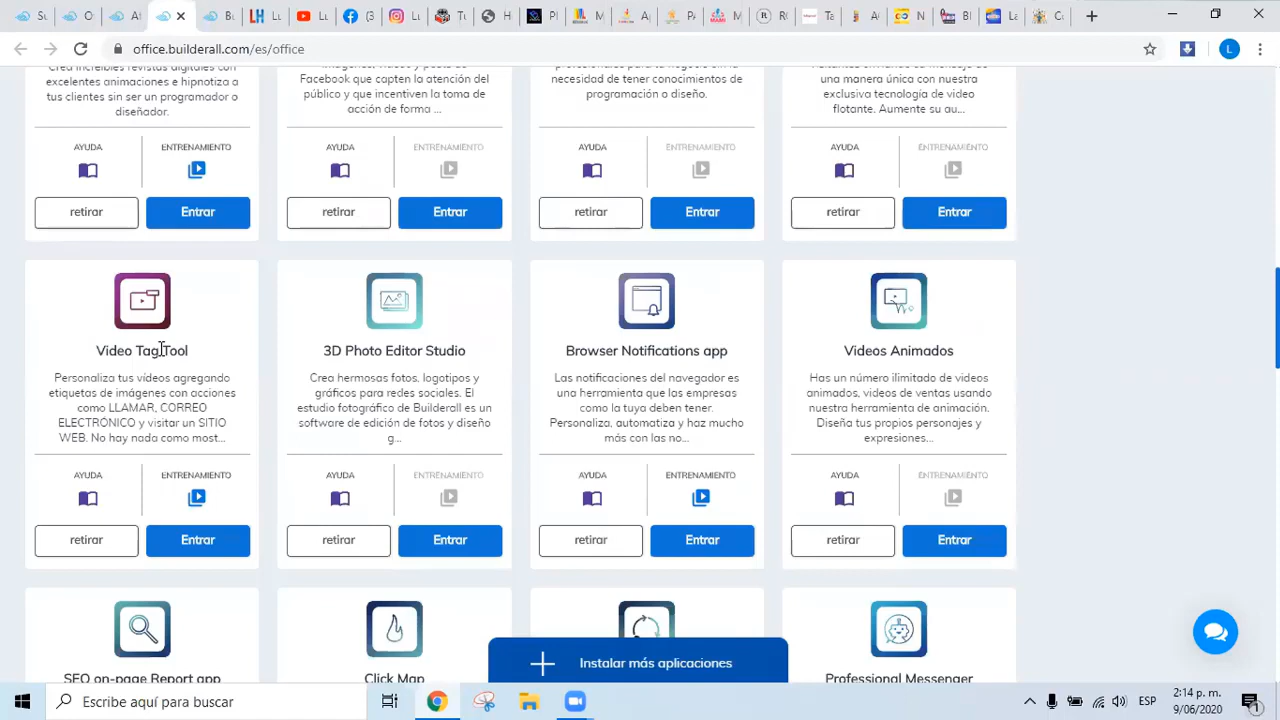 Bu
LH Lu
Lu
Lu
H
Pl
M
A
P
M
R
Ta
A
N
Bi
La
Co
office.builderall.com/es/office
L
Crea increíbles revistas digitales con
excelentes animaciones e hipnotiza a
tus clientes sin ser un programador o
diseñador.
imágenes, videos y posts de
Facebook que capten la atención del
público y que incentiven la toma de
acción de forma ...
necesidad de tener conocimientos de
programación o diseño.
una manera única con nuestra
exclusiva tecnología de video
flotante. Aumente su au...
AYUDA ENTRENAMIENTO AYUDA ENTRENAMIENTO AYUDA ENTRENAMIENTO AYUDA ENTRENAMIENTO
retirar Entrar retirar Entrar retirar Entrar retirar Entrar
Video Tag Tool
Personaliza tus vídeos agregando
etiquetas de imágenes con acciones
como LLAMAR, CORREO
ELECTRÓNICO y visitar un SITIO
WEB. No hay nada como most...
3D Photo Editor Studio
Crea hermosas fotos, logotipos y
gráficos para redes sociales. El
estudio fotográfico de Builderall es un
software de edición de fotos y diseño
g...
Browser Notifications app
Las notificaciones del navegador es
una herramienta que las empresas
como la tuya deben tener.
Personaliza, automatiza y haz mucho
más con las no...
Videos Animados
Has un número ilimitado de videos
animados, videos de ventas usando
nuestra herramienta de animación.
Diseña tus propios personajes y
expresiones...
AYUDA ENTRENAMIENTO AYUDA ENTRENAMIENTO AYUDA ENTRENAMIENTO AYUDA ENTRENAMIENTO
retirar Entrar retirar Entrar retirar Entrar retirar Entrar
SEO on-page Report app
Click Map
Professional Messenger
Instalar más aplicaciones
Escribe aquí para buscar
ESP
2:14 p. m.
9/06/2020
1